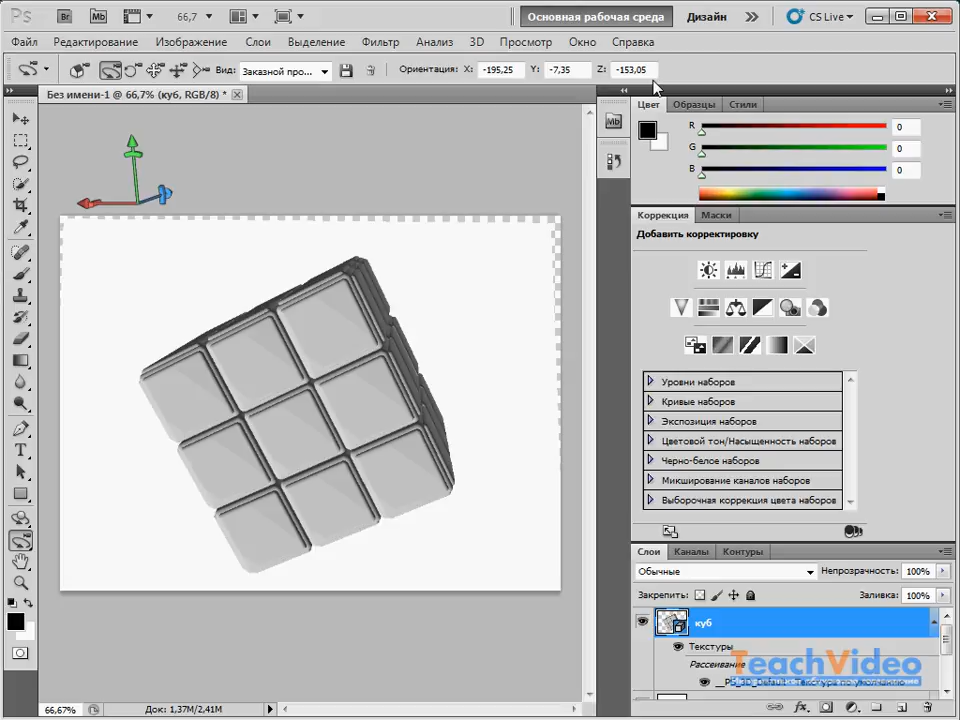 Ps Br Mb 66,7 Основная рабочая среда Дизайн CS Live
Файл Редактирование Изображение Слои Выделение Фильтр Анализ 3D Просмотр Окно Справка
Вид: Заказной про... Ориентация: X: -195,25 Y: -7,35 Z: -153,05
Без имени-1 @ 66,7% (куб, RGB/8) *
Mb
Цвет Образцы Стили
R 0
G 0
B 0
Коррекция Маски
Добавить корректировку
Уровни наборов
Кривые наборов
Экспозиция наборов
Цветовой тон/Насыщенность наборов
Черно-белое наборов
Микширование каналов наборов
Выборочная коррекция цвета наборов
Слои Каналы Контуры
Обычные Непрозрачность: 100%
Закрепить: Заливка: 100%
куб
Текстуры
Рассеивание
TeachVideo
66,67% Док: 1,37M/2,41M